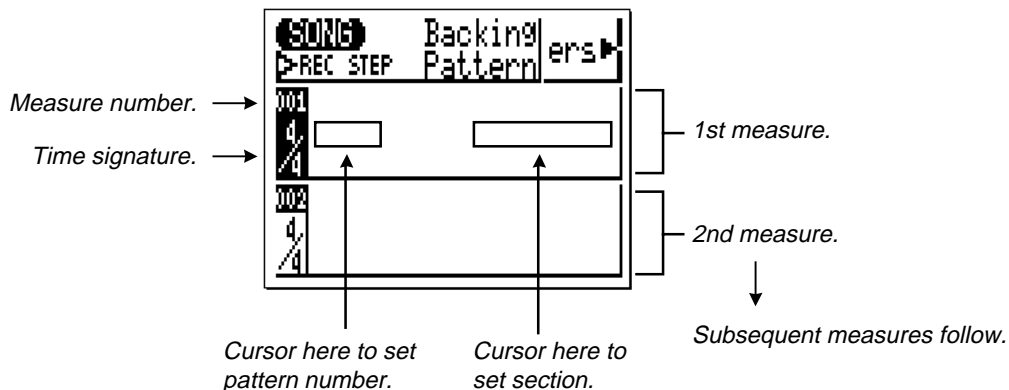 SONG Backing
▷REC STEP Pattern ers▶
Measure number.
001
4/4
Time signature.
1st measure.
002
4/4
2nd measure.
Subsequent measures follow.
Cursor here to set
pattern number.
Cursor here to
set section.